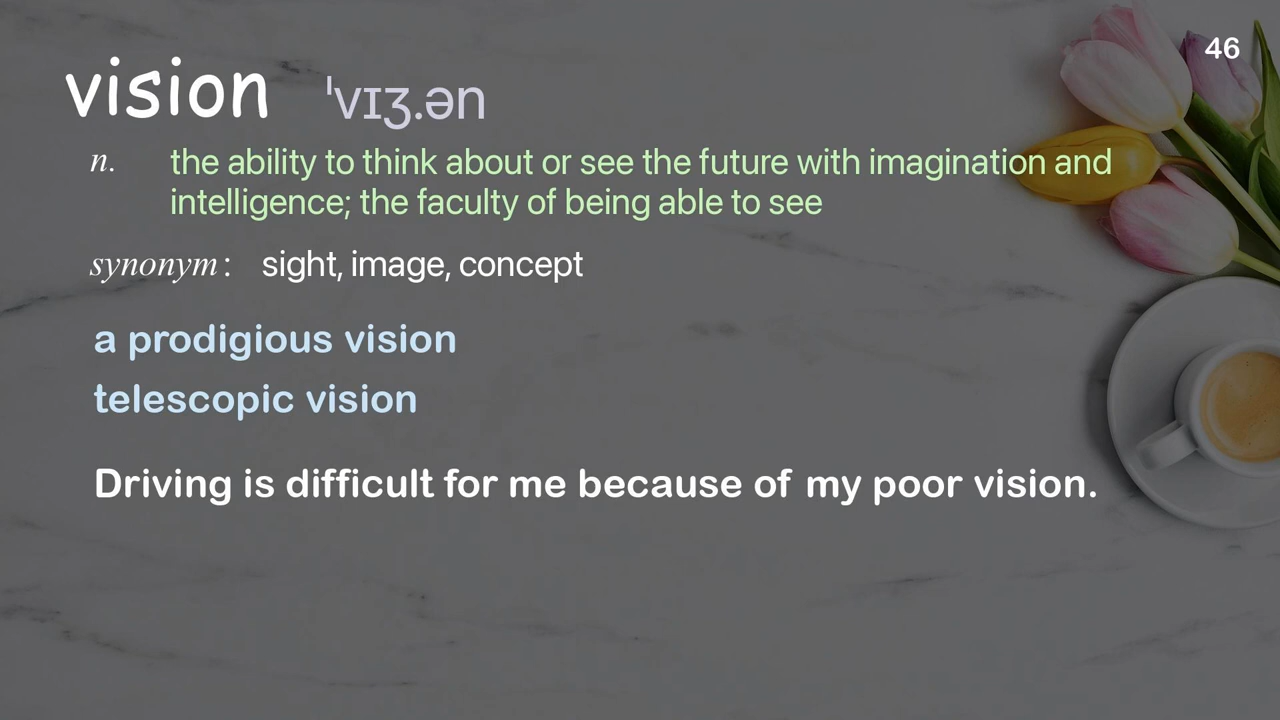 46
vision ˈvɪʒ.ən
n. the ability to think about or see the future with imagination and
intelligence; the faculty of being able to see
synonym: sight, image, concept
a prodigious vision
telescopic vision
Driving is difficult for me because of my poor vision.